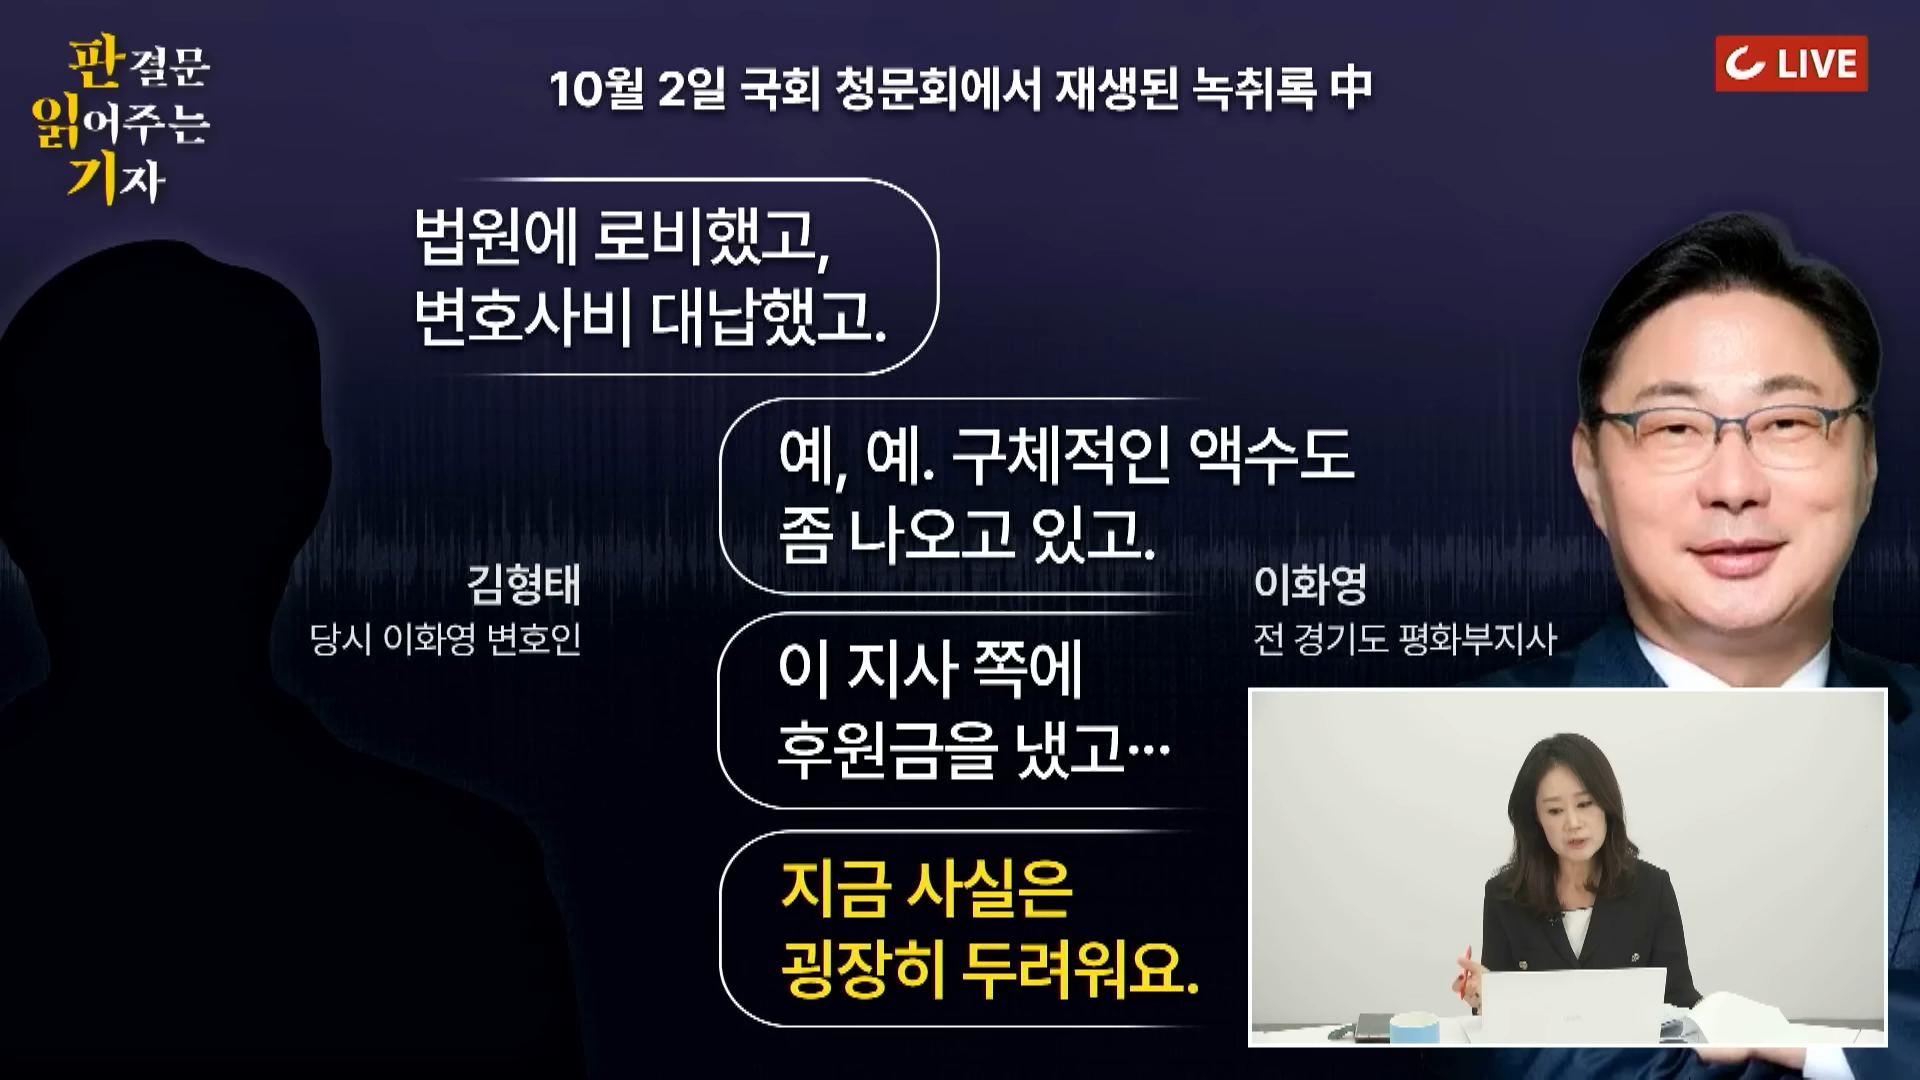 판결문
읽어주는
기자
10월 2일 국회 청문회에서 재생된 녹취록 中
LIVE
법원에 로비했고,
변호사비 대납했고.
예, 예. 구체적인 액수도
좀 나오고 있고.
김형태
당시 이화영 변호인
이화영
전 경기도 평화부지사
이 지사 쪽에
후원금을 냈고…
지금 사실은
굉장히 두려워요.